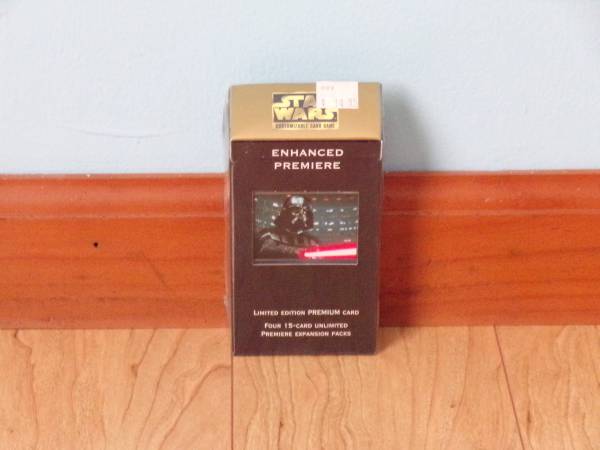 STAR
WARS
CUSTOMIZABLE CARD GAME
ENHANCED
PREMIERE
LIMITED EDITION PREMIUM CARD
FOUR 15-CARD UNLIMITED
PREMIERE EXPANSION PACKS